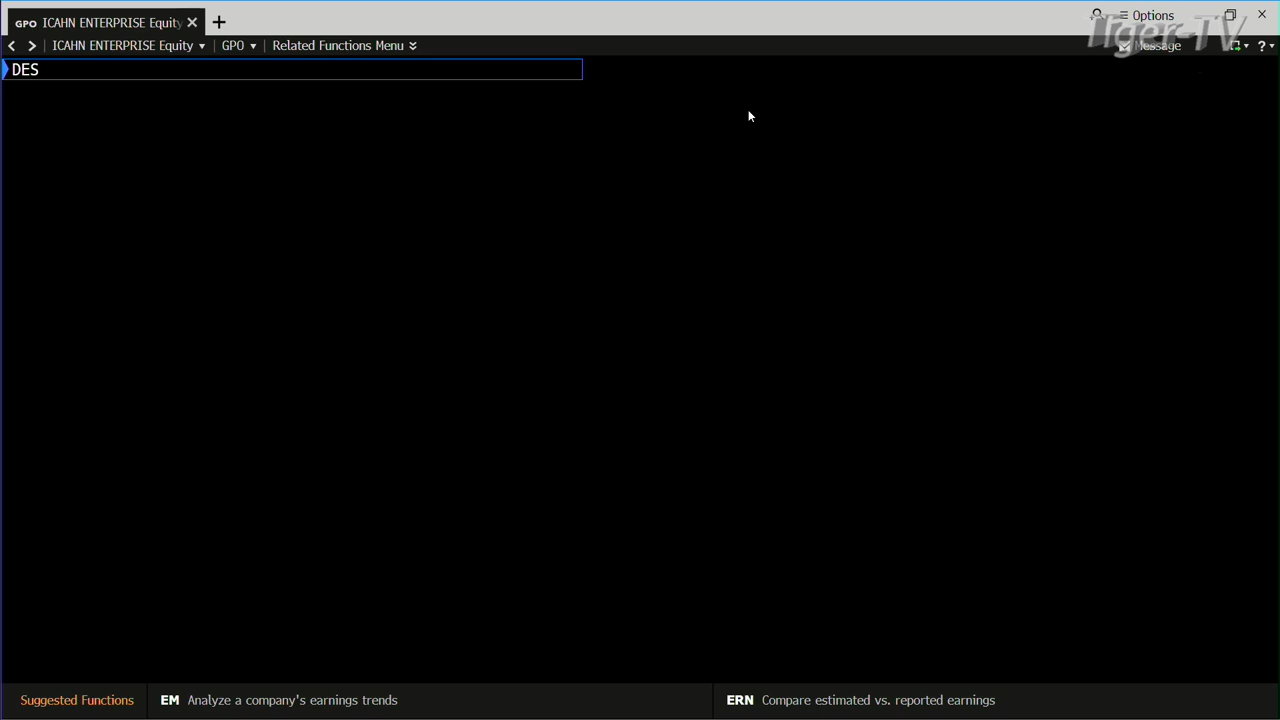 GPO ICAHN ENTERPRISE Equity
Options
Tiger-TV
ICAHN ENTERPRISE Equity GPO Related Functions Menu
Message
?
DES
Suggested Functions EM Analyze a company's earnings trends ERN Compare estimated vs. reported earnings